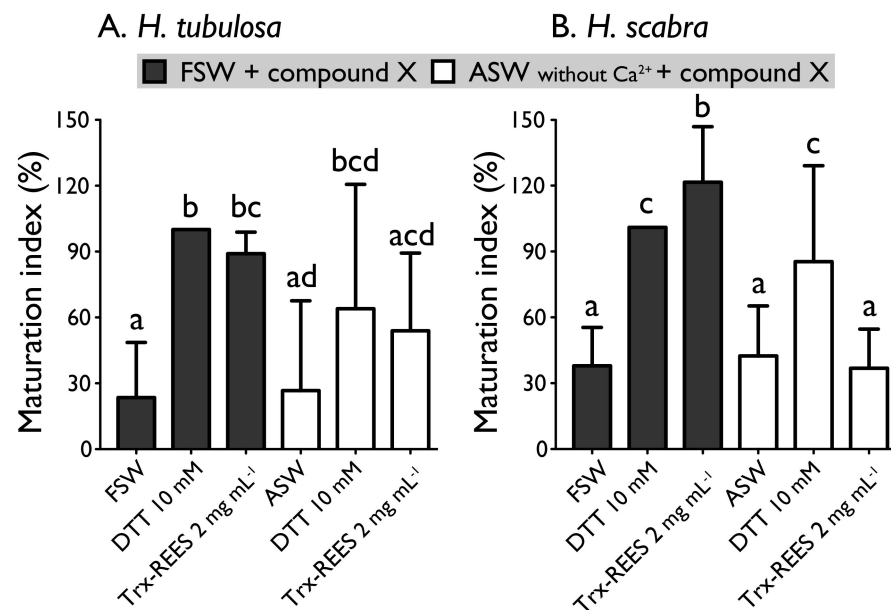 A. H. tubulosa
B. H. scabra
FSW + compound X
ASW without Ca²⁺ + compound X
Maturation index (%)
150
120
90
60
30
0
a
b
bc
ad
bcd
acd
FSW
DTT 10 mM
Trx-REES 2 mg mL⁻¹
ASW
DTT 10 mM
Trx-REES 2 mg mL⁻¹
Maturation index (%)
150
120
90
60
30
0
a
c
b
a
c
a
FSW
DTT 10 mM
Trx-REES 2 mg mL⁻¹
ASW
DTT 10 mM
Trx-REES 2 mg mL⁻¹